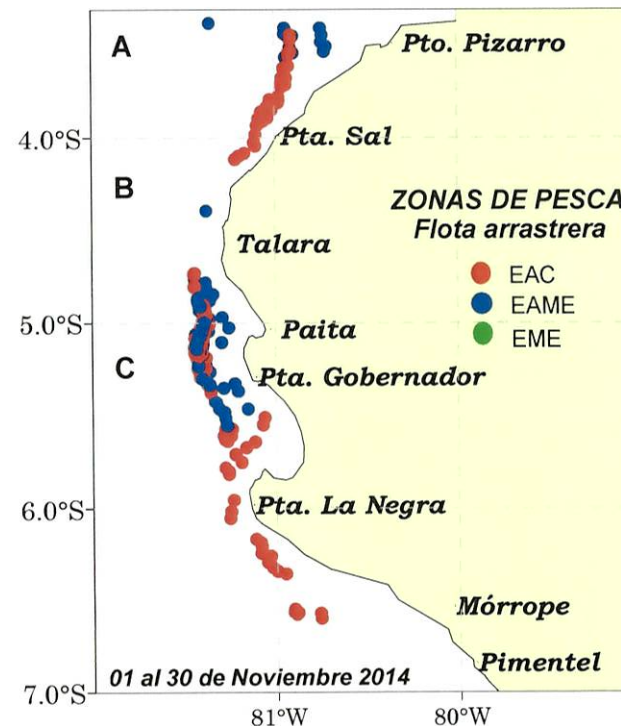 A
Pto. Pizarro
4.0°S
Pta. Sal
B
ZONAS DE PESCA
Flota arrastrera
Talara
EAC
EAME
EME
5.0°S
Paita
C
Pta. Gobernador
6.0°S
Pta. La Negra
Mórrope
Pimentel
01 al 30 de Noviembre 2014
7.0°S
81°W
80°W